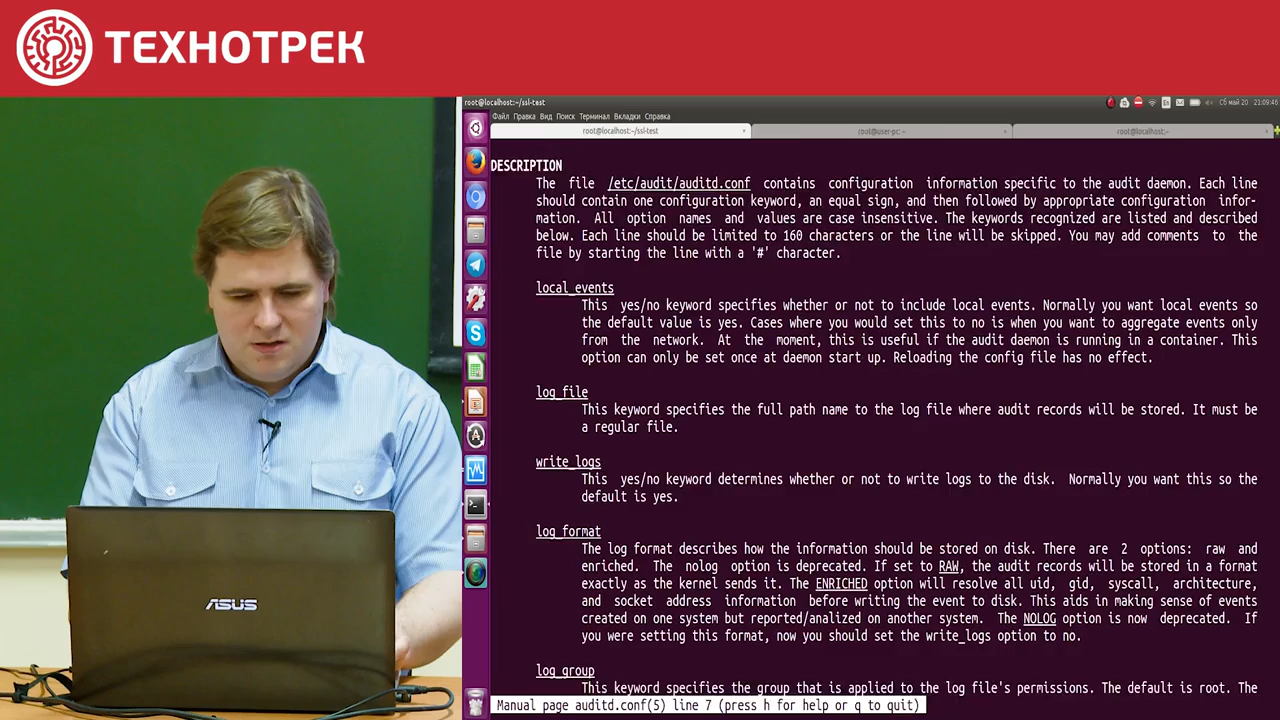 ТЕХНОТРЕК
root@localhost:~/ssl-test
Сб май 20 21:09:46
Файл Правка Вид Поиск Терминал Вкладки Справка
root@localhost:~/ssl-test × root@user-pc: ~ × root@localhost:~ ×
DESCRIPTION
The file /etc/audit/auditd.conf contains configuration information specific to the audit daemon. Each line
should contain one configuration keyword, an equal sign, and then followed by appropriate configuration infor-
mation. All option names and values are case insensitive. The keywords recognized are listed and described
below. Each line should be limited to 160 characters or the line will be skipped. You may add comments to the
file by starting the line with a '#' character.
local_events
This yes/no keyword specifies whether or not to include local events. Normally you want local events so
the default value is yes. Cases where you would set this to no is when you want to aggregate events only
from the network. At the moment, this is useful if the audit daemon is running in a container. This
option can only be set once at daemon start up. Reloading the config file has no effect.
log_file
This keyword specifies the full path name to the log file where audit records will be stored. It must be
a regular file.
write_logs
This yes/no keyword determines whether or not to write logs to the disk. Normally you want this so the
default is yes.
log_format
The log format describes how the information should be stored on disk. There are 2 options: raw and
enriched. The nolog option is deprecated. If set to RAW, the audit records will be stored in a format
exactly as the kernel sends it. The ENRICHED option will resolve all uid, gid, syscall, architecture,
and socket address information before writing the event to disk. This aids in making sense of events
created on one system but reported/analized on another system. The NOLOG option is now deprecated. If
you were setting this format, now you should set the write_logs option to no.
log_group
This keyword specifies the group that is applied to the log file's permissions. The default is root. The
Manual page auditd.conf(5) line 7 (press h for help or q to quit)
ASUS